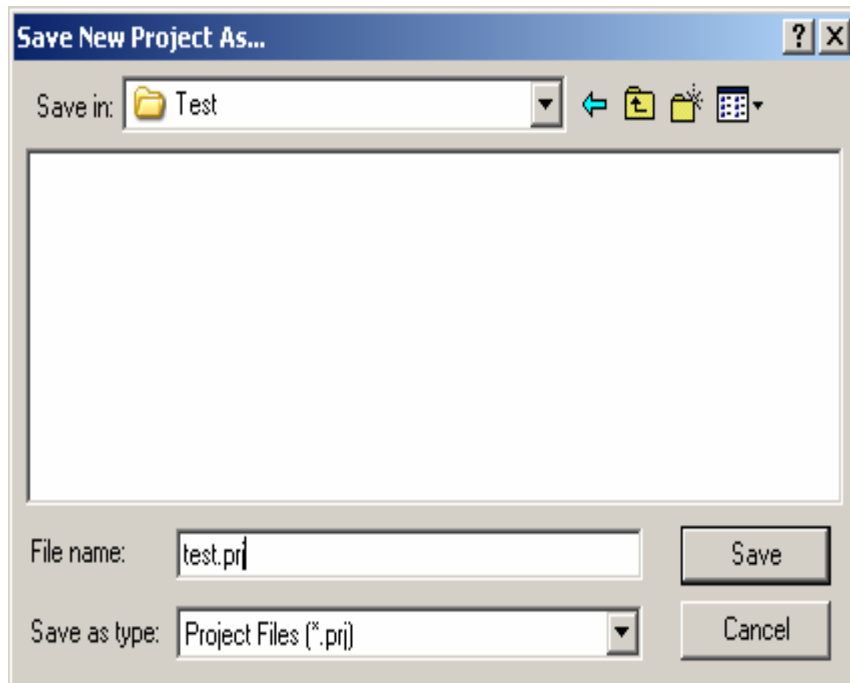 Save New Project As...
Save in: Test
File name: test.prj
Save
Save as type: Project Files (*.prj)
Cancel